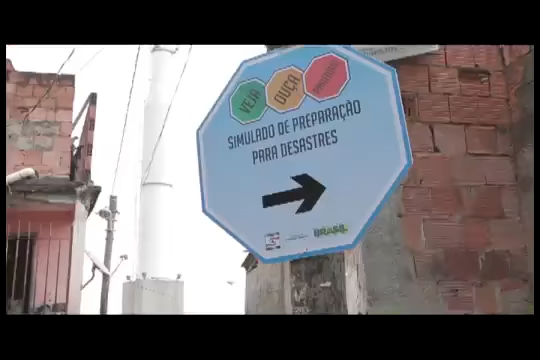 VEJA
OUÇA
SIMULADO DE PREPARAÇÃO
PARA DESASTRES
BRASIL